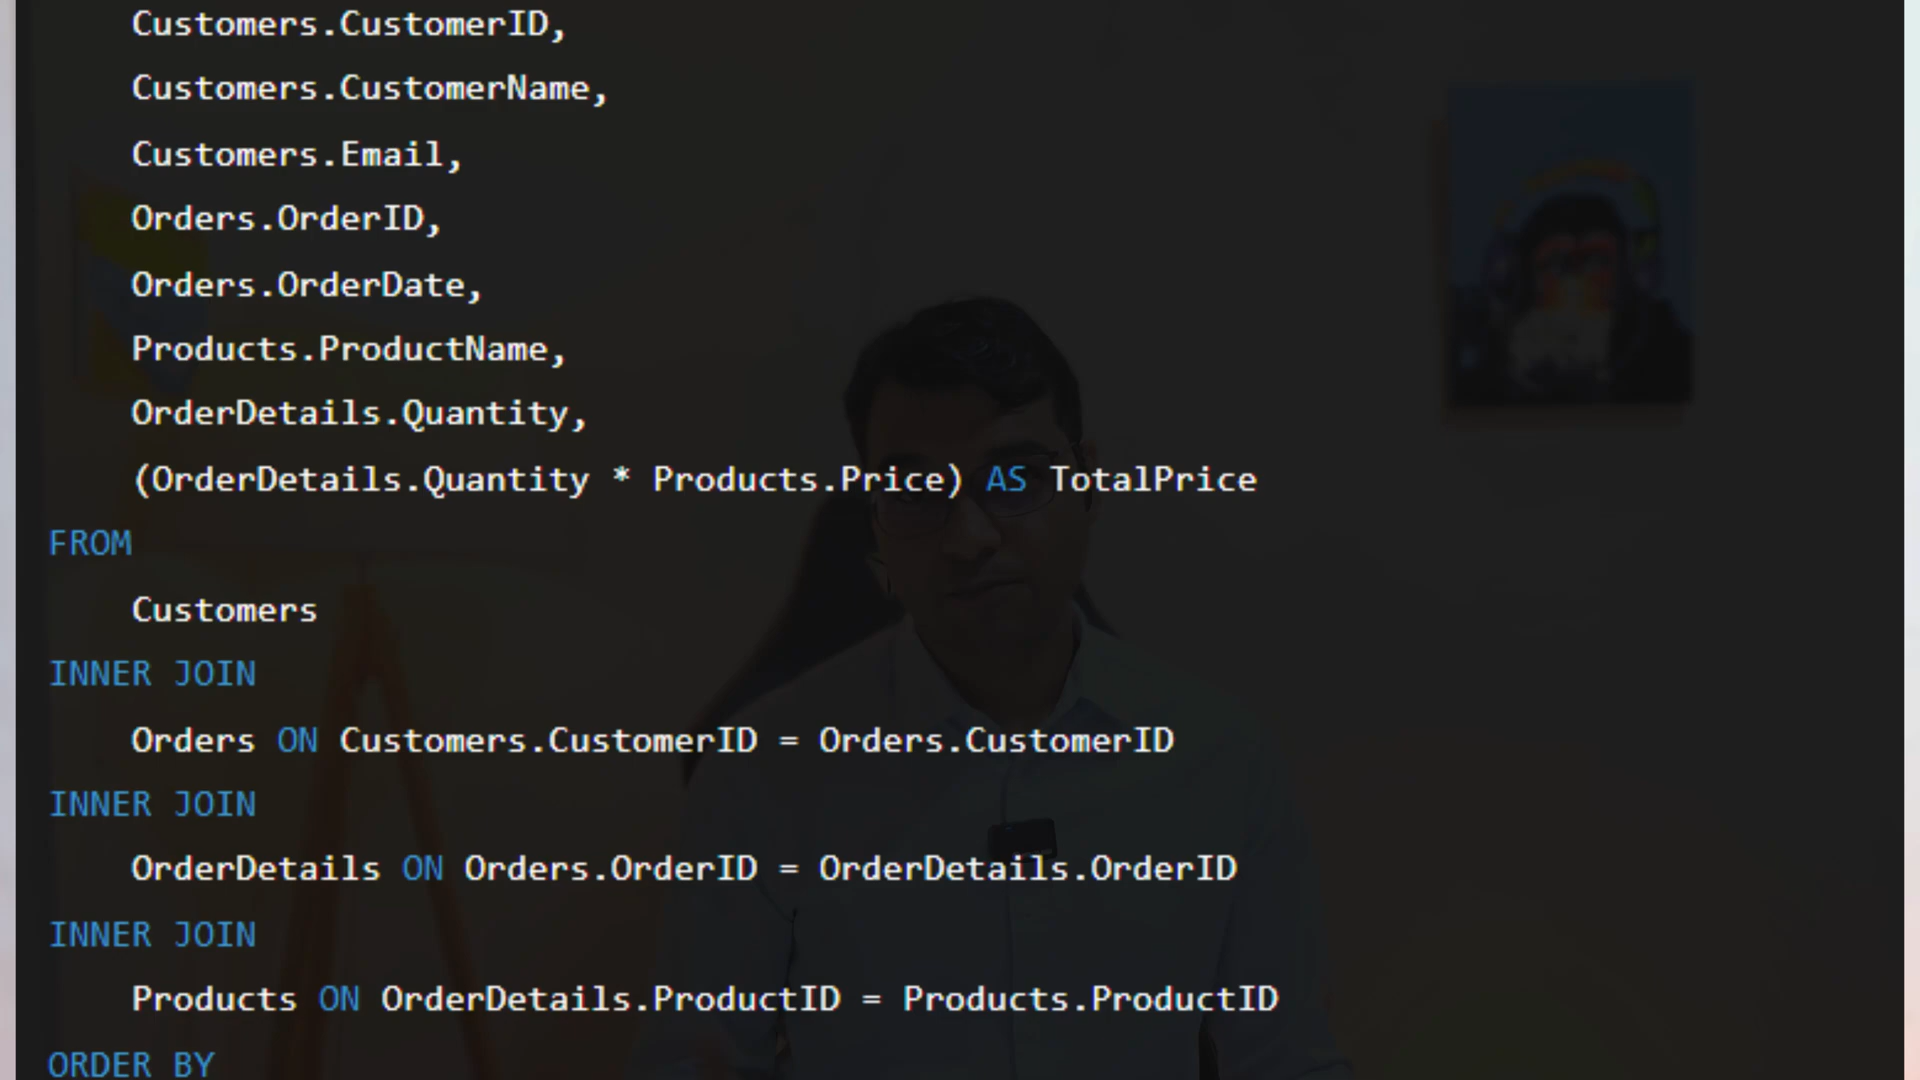 Customers.CustomerID,
Customers.CustomerName,
Customers.Email,
Orders.OrderID,
Orders.OrderDate,
Products.ProductName,
OrderDetails.Quantity,
(OrderDetails.Quantity * Products.Price) AS TotalPrice
FROM
Customers
INNER JOIN
Orders ON Customers.CustomerID = Orders.CustomerID
INNER JOIN
OrderDetails ON Orders.OrderID = OrderDetails.OrderID
INNER JOIN
Products ON OrderDetails.ProductID = Products.ProductID
ORDER BY